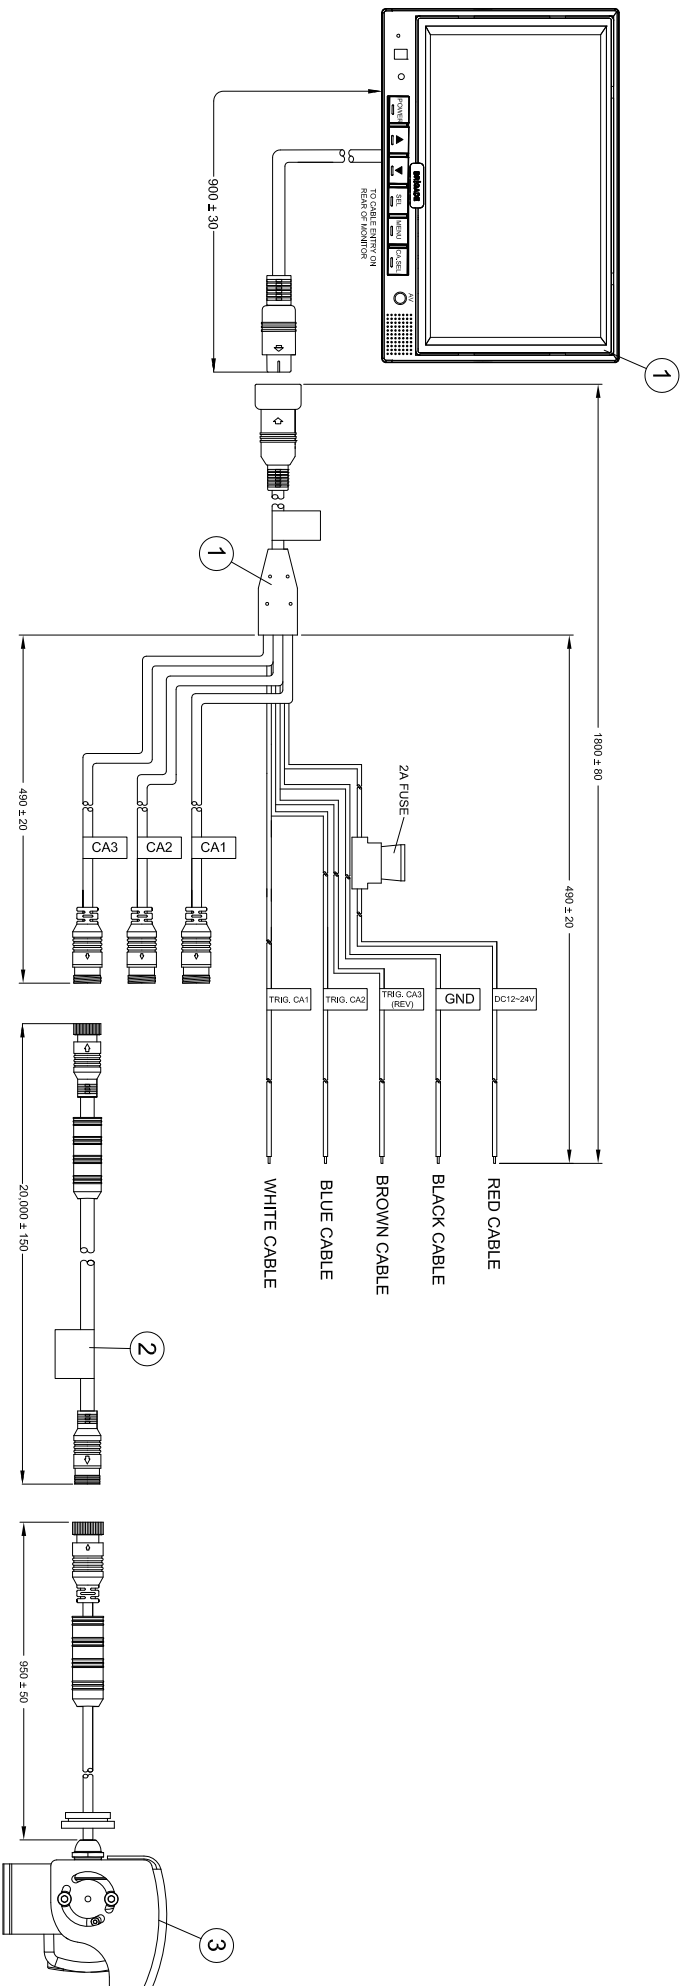 POWER
SEL
MENU
CA.SEL
AV
BRIGADE
TO CABLE ENTRY ON
REAR OF MONITOR
900 ± 30
1
1
1800 ± 80
490 ± 20
490 ± 20
2A FUSE
CA1
CA2
CA3
DC12~24V
GND
TRIG. CA3
(REV)
TRIG. CA2
TRIG. CA1
RED CABLE
BLACK CABLE
BROWN CABLE
BLUE CABLE
WHITE CABLE
20,000 ± 150
2
950 ± 50
3